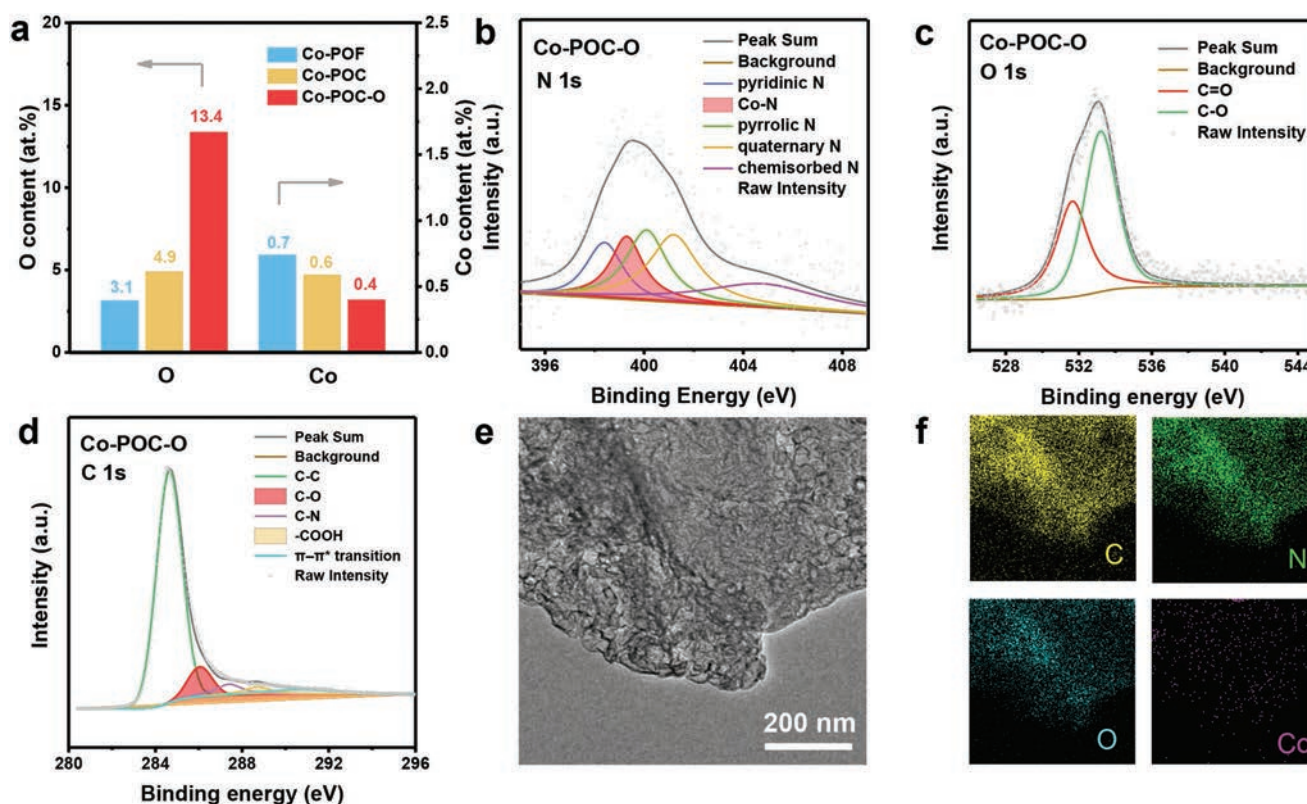 a
20
15
10
5
0
O content (at.%)
Co-POF
Co-POC
Co-POC-O
3.1
4.9
13.4
0.7
0.6
0.4
O
Co
2.5
2.0
1.5
1.0
0.5
0.0
Co content (at.%)
b
Co-POC-O
N 1s
Peak Sum
Background
pyridinic N
Co-N
pyrrolic N
quaternary N
chemisorbed N
Raw Intensity
Intensity (a.u.)
396
400
404
408
Binding Energy (eV)
c
Co-POC-O
O 1s
Peak Sum
Background
C=O
C-O
Raw Intensity
Intensity (a.u.)
528
532
536
540
544
Binding energy (eV)
d
Co-POC-O
C 1s
Peak Sum
Background
C-C
C-O
C-N
-COOH
π–π* transition
Raw Intensity
Intensity (a.u.)
280
284
288
292
296
Binding energy (eV)
e
200 nm
f
C
N
O
Co